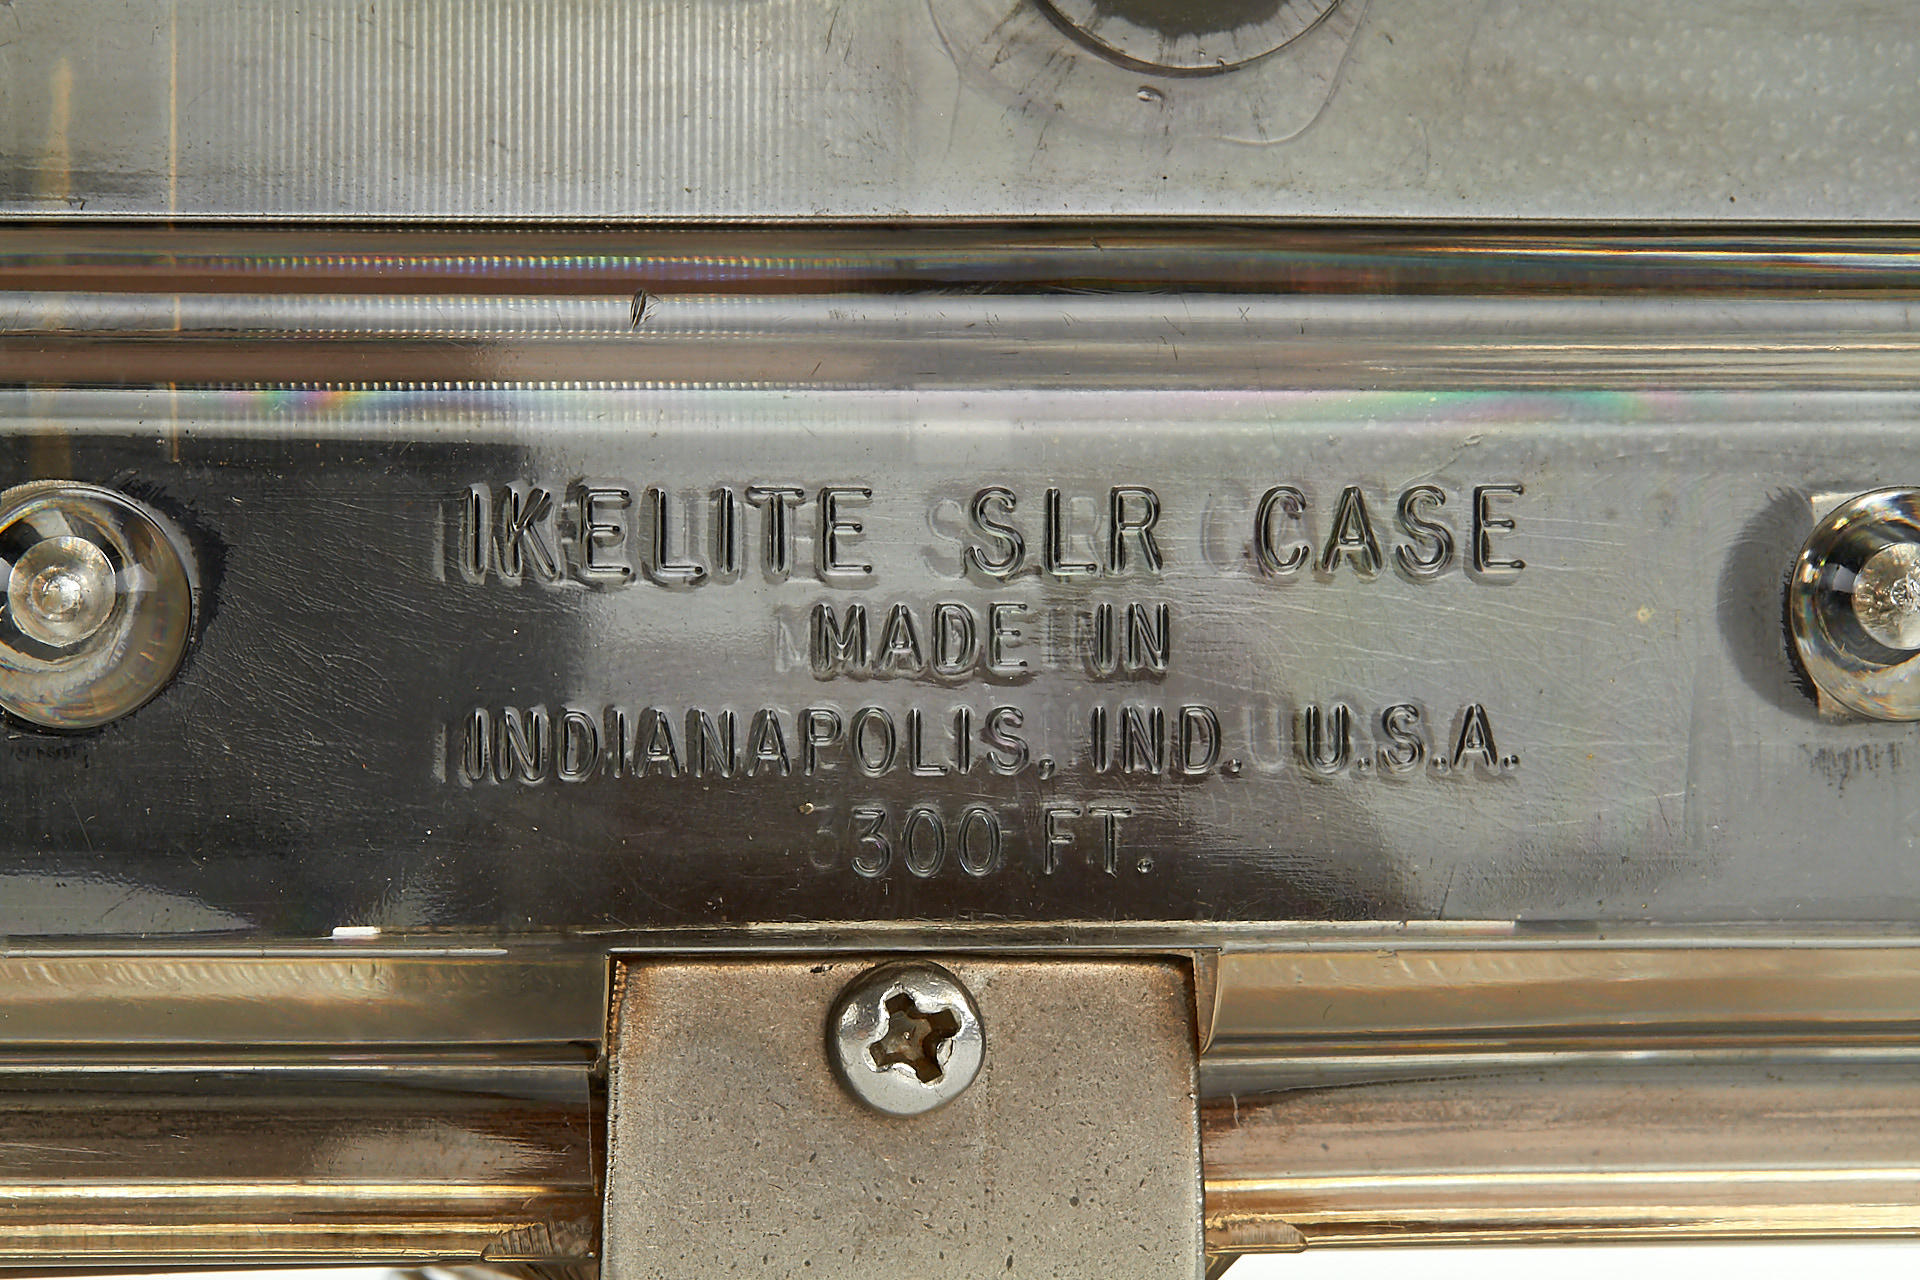 IKELITE SLR CASE
MADE IN
INDIANAPOLIS, IND. U.S.A.
300 FT.